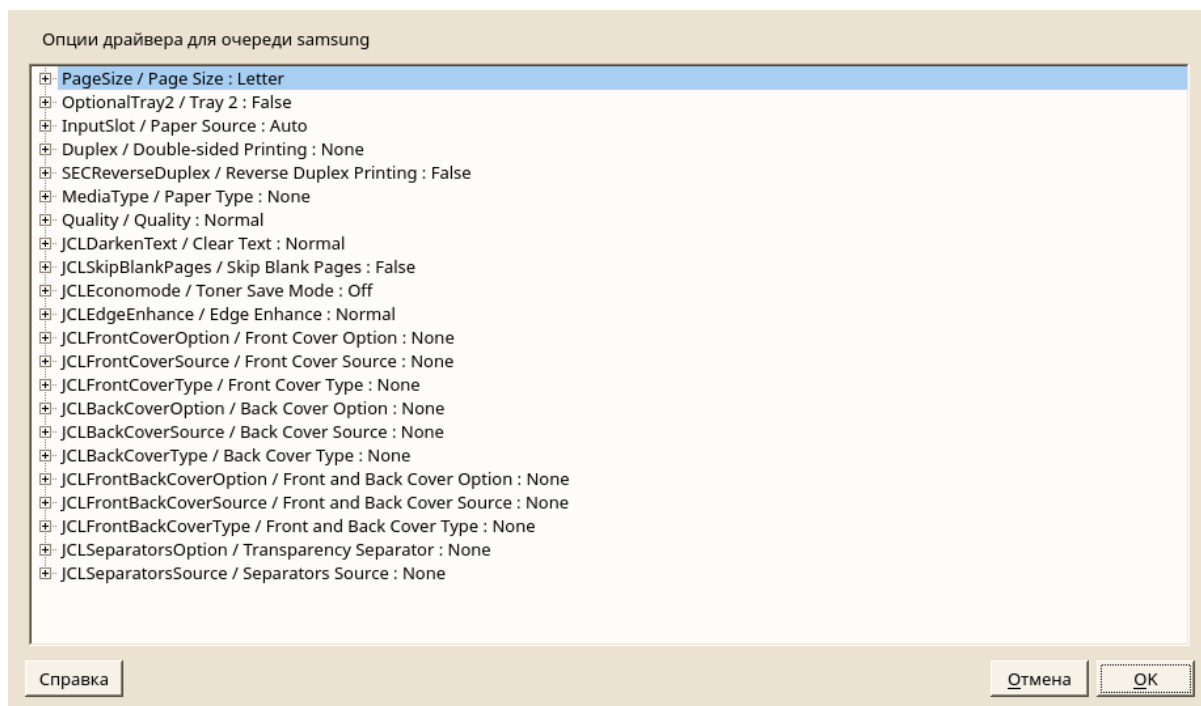 Опции драйвера для очереди samsung
PageSize / Page Size : Letter
OptionalTray2 / Tray 2 : False
InputSlot / Paper Source : Auto
Duplex / Double-sided Printing : None
SECReverseDuplex / Reverse Duplex Printing : False
MediaType / Paper Type : None
Quality / Quality : Normal
JCLDarkenText / Clear Text : Normal
JCLSkipBlankPages / Skip Blank Pages : False
JCLEconomode / Toner Save Mode : Off
JCLEdgeEnhance / Edge Enhance : Normal
JCLFrontCoverOption / Front Cover Option : None
JCLFrontCoverSource / Front Cover Source : None
JCLFrontCoverType / Front Cover Type : None
JCLBackCoverOption / Back Cover Option : None
JCLBackCoverSource / Back Cover Source : None
JCLBackCoverType / Back Cover Type : None
JCLFrontBackCoverOption / Front and Back Cover Option : None
JCLFrontBackCoverSource / Front and Back Cover Source : None
JCLFrontBackCoverType / Front and Back Cover Type : None
JCLSeparatorsOption / Transparency Separator : None
JCLSeparatorsSource / Separators Source : None
Справка Отмена OK